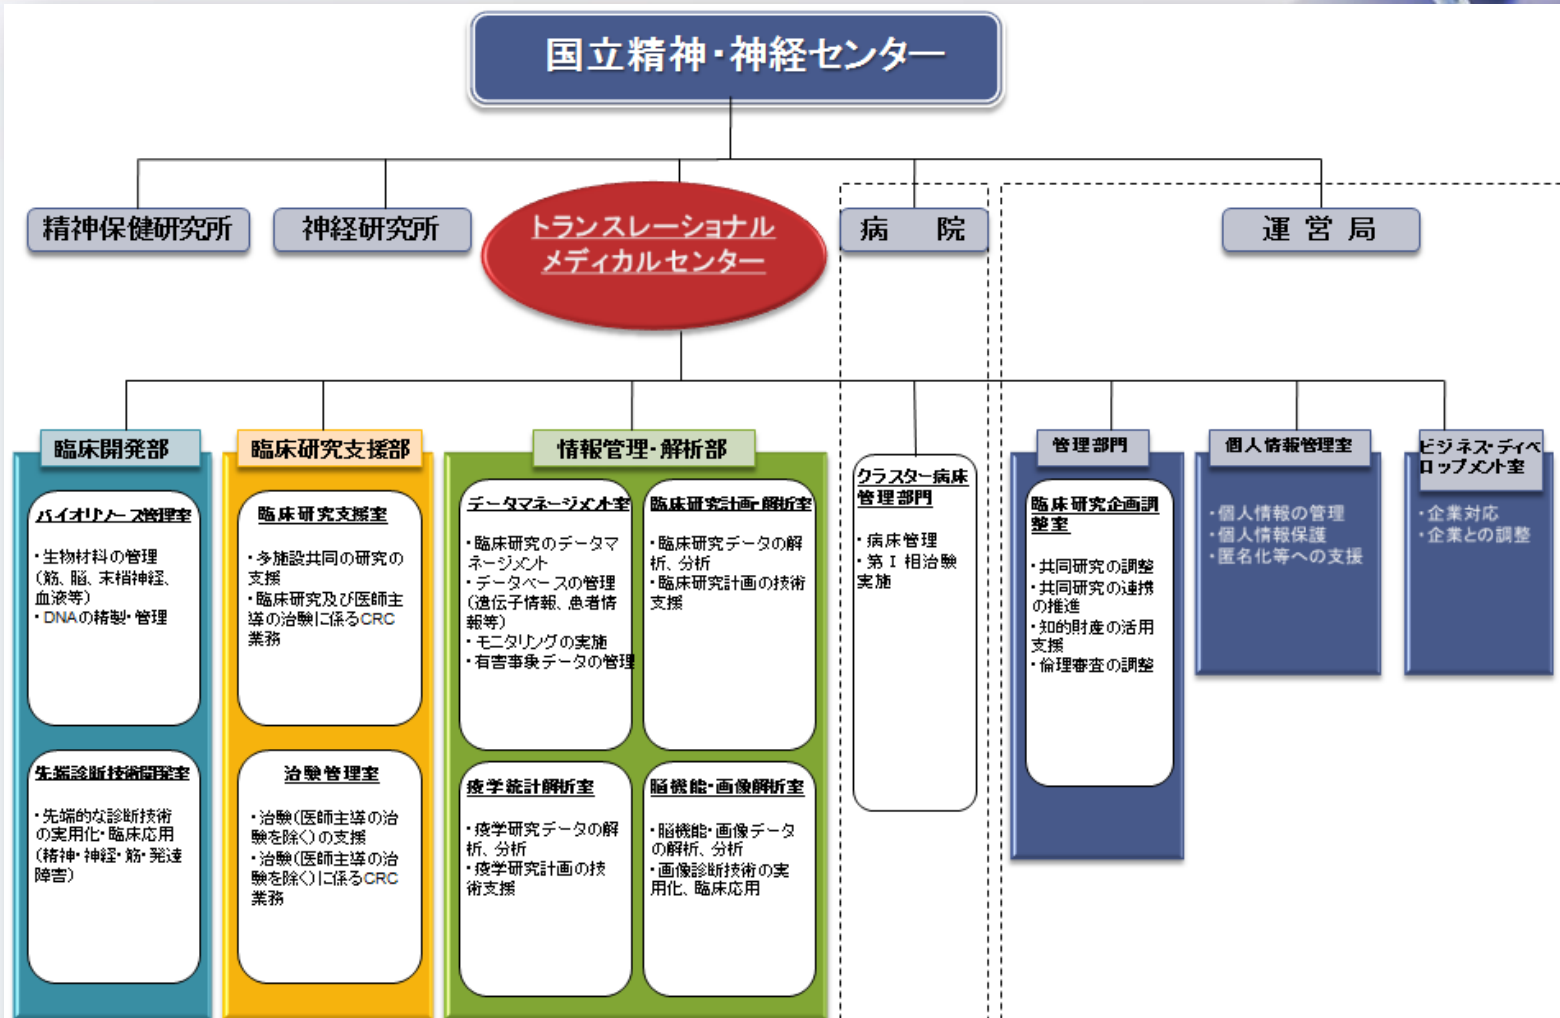 国立精神・神経センター
精神保健研究所
神経研究所
トランスレーショナル
メディカルセンター
病　院
運 営 局
臨床開発部
バイオリソース管理室
・生物材料の管理
(筋、脳、末梢神経、
血液等)
・DNAの精製・管理
先端診断技術開発室
・先端的な診断技術
の実用化・臨床応用
(精神・神経・筋・発達
障害)
臨床研究支援部
臨床研究支援室
・多施設共同の研究の
支援
・臨床研究及び医師主
導の治験に係るCRC
業務
治験管理室
・治験(医師主導の治
験を除く)の支援
・治験(医師主導の治
験を除く)に係るCRC
業務
情報管理・解析部
データマネージメント室
・臨床研究のデータマ
ネージメント
・データベースの管理
(遺伝子情報、患者情
報等)
・モニタリングの実施
・有害事象データの管理
臨床研究計画・解析室
・臨床研究データの解
析、分析
・臨床研究計画の技術
支援
疫学統計解析室
・疫学研究データの解
析、分析
・疫学研究計画の技
術支援
脳機能・画像解析室
・脳機能・画像データ
の解析、分析
・画像診断技術の実
用化、臨床応用
クラスター病床
管理部門
・病床管理
・第Ⅰ相治験
実施
管理部門
臨床研究企画調
整室
・共同研究の調整
・共同研究の連携
の推進
・知的財産の活用
支援
・倫理審査の調整
個人情報管理室
・個人情報の管理
・個人情報保護
・匿名化等への支援
ビジネス・ディベ
ロップメント室
・企業対応
・企業との調整